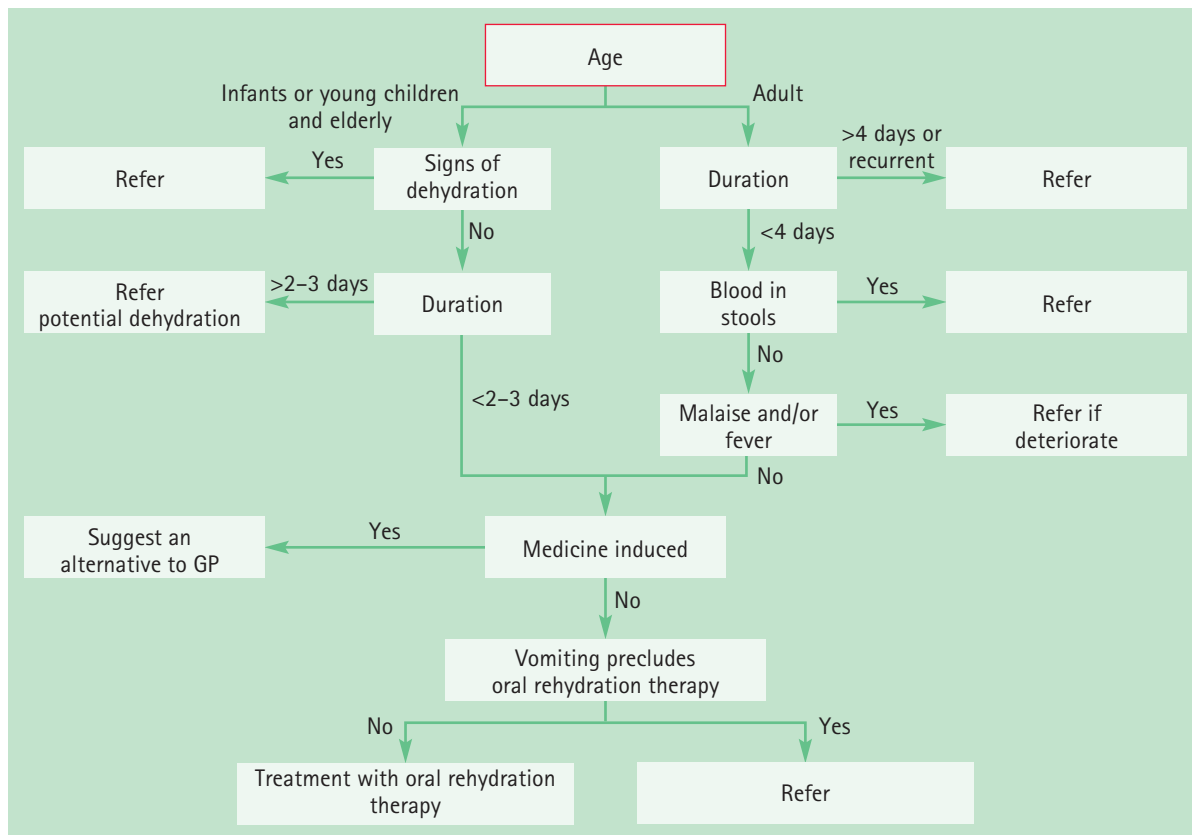 Age
Infants or young children
and elderly
Adult
>4 days or
recurrent
Refer
Yes
Signs of
dehydration
Duration
Refer
No
<4 days
Refer
potential dehydration
>2–3 days
Duration
Blood in
stools
Yes
Refer
No
<2–3 days
Malaise and/or
fever
Yes
Refer if
deteriorate
No
Suggest an
alternative to GP
Yes
Medicine induced
No
Vomiting precludes
oral rehydration therapy
No
Yes
Treatment with oral rehydration
therapy
Refer